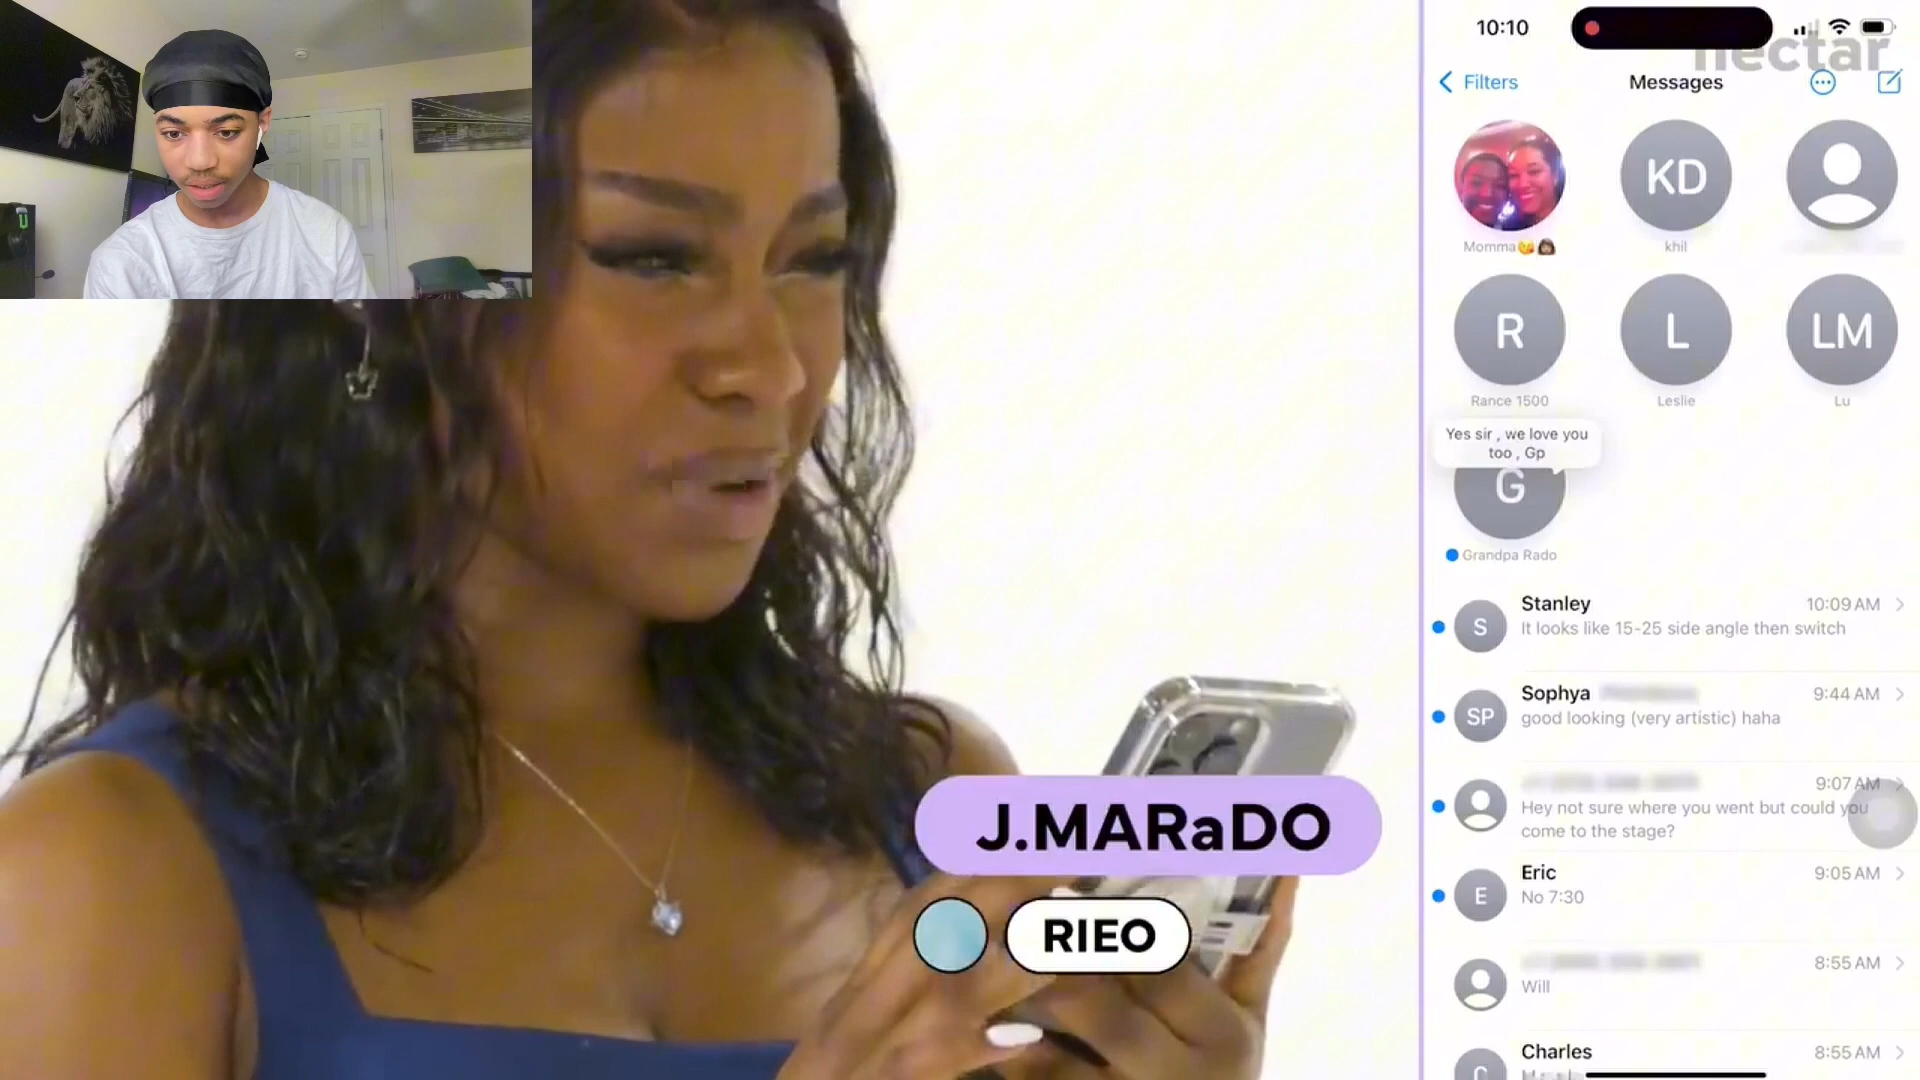 10:10
nectar
Filters
Messages
KD
Momma😘👩🏽
khil
R
L
LM
Rance 1500
Leslie
Lu
Yes sir , we love you
too , Gp
G
Grandpa Rado
Stanley
10:09 AM
S
It looks like 15-25 side angle then switch
Sophya
9:44 AM
SP
good looking (very artistic) haha
9:07 AM
Hey not sure where you went but could you
come to the stage?
Eric
9:05 AM
E
No 7:30
8:55 AM
Will
Charles
8:55 AM
J.MARaDO
RIEO